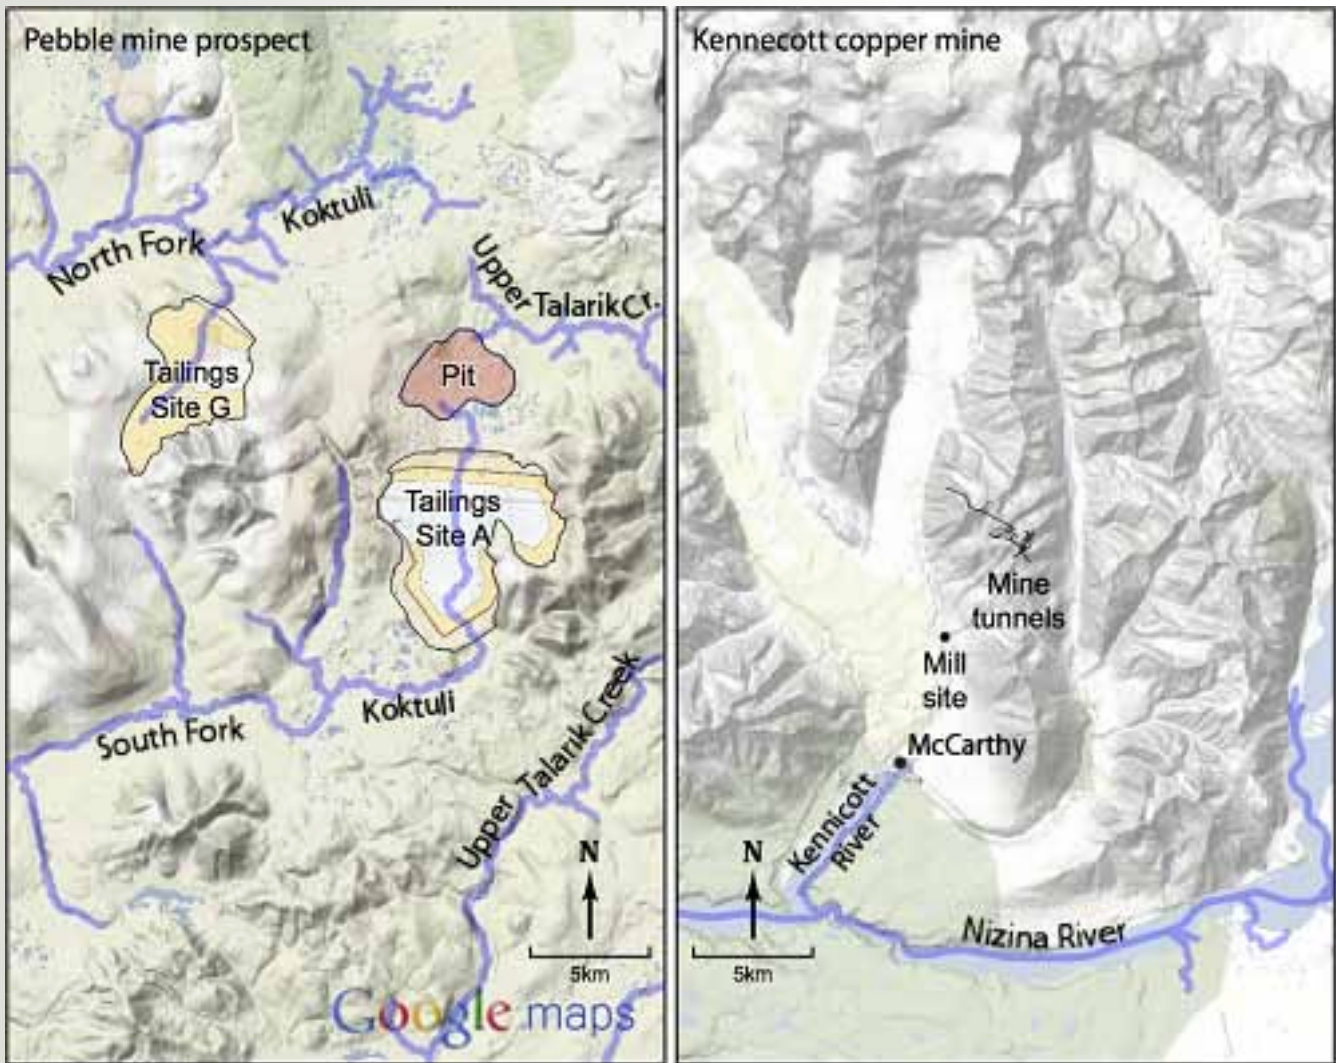 Pebble mine prospect
Koktuli
North Fork
Upper
Talarik Cr.
Tailings
Site G
Pit
Tailings
Site A
Koktuli
South Fork
Upper Talarik Creek
N
5km
Google maps
Kennecott copper mine
Mine
tunnels
Mill
site
McCarthy
Kennicott
River
N
Nizina River
5km